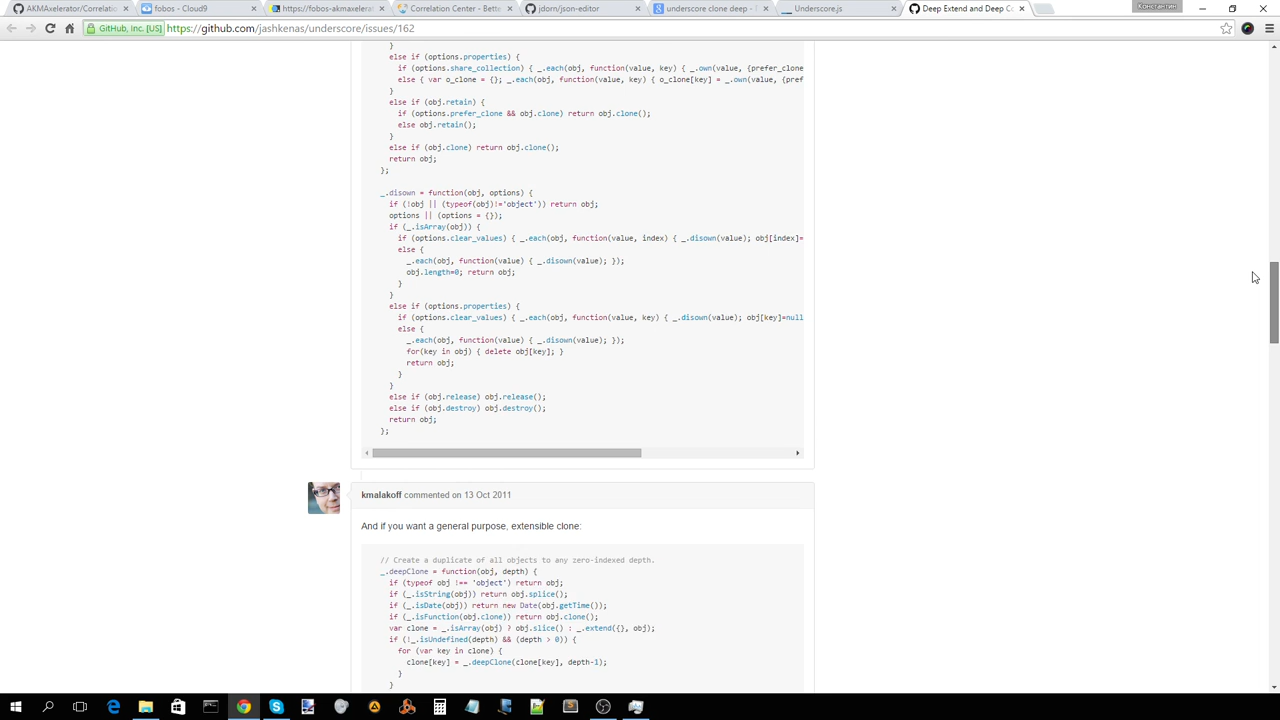 AKMAxelerator/Correlatio
fobos - Cloud9
https://fobos-akmaxelerat
Correlation Center - Bette
jdorn/json-editor
underscore clone deep -
Underscore.js
Deep Extend and Deep Co
Константин
GitHub, Inc. [US] https://github.com/jashkenas/underscore/issues/162
}
else if (options.properties) {
if (options.share_collection) { _.each(obj, function(value, key) { _.own(value, {prefer_clone
else { var o_clone = {}; _.each(obj, function(value, key) { o_clone[key] = _.own(value, {pref
}
else if (obj.retain) {
if (options.prefer_clone && obj.clone) return obj.clone();
else obj.retain();
}
else if (obj.clone) return obj.clone();
return obj;
};
_.disown = function(obj, options) {
if (!obj || (typeof(obj)!='object')) return obj;
options || (options = {});
if (_.isArray(obj)) {
if (options.clear_values) { _.each(obj, function(value, index) { _.disown(value); obj[index]=
else {
_.each(obj, function(value) { _.disown(value); });
obj.length=0; return obj;
}
}
else if (options.properties) {
if (options.clear_values) { _.each(obj, function(value, key) { _.disown(value); obj[key]=null
else {
_.each(obj, function(value) { _.disown(value); });
for(key in obj) { delete obj[key]; }
return obj;
}
}
else if (obj.release) obj.release();
else if (obj.destroy) obj.destroy();
return obj;
};
kmalakoff commented on 13 Oct 2011
And if you want a general purpose, extensible clone:
// Create a duplicate of all objects to any zero-indexed depth.
_.deepClone = function(obj, depth) {
if (typeof obj !== 'object') return obj;
if (_.isString(obj)) return obj.splice();
if (_.isDate(obj)) return new Date(obj.getTime());
if (_.isFunction(obj.clone)) return obj.clone();
var clone = _.isArray(obj) ? obj.slice() : _.extend({}, obj);
if (!_.isUndefined(depth) && (depth > 0)) {
for (var key in clone) {
clone[key] = _.deepClone(clone[key], depth-1);
}
}